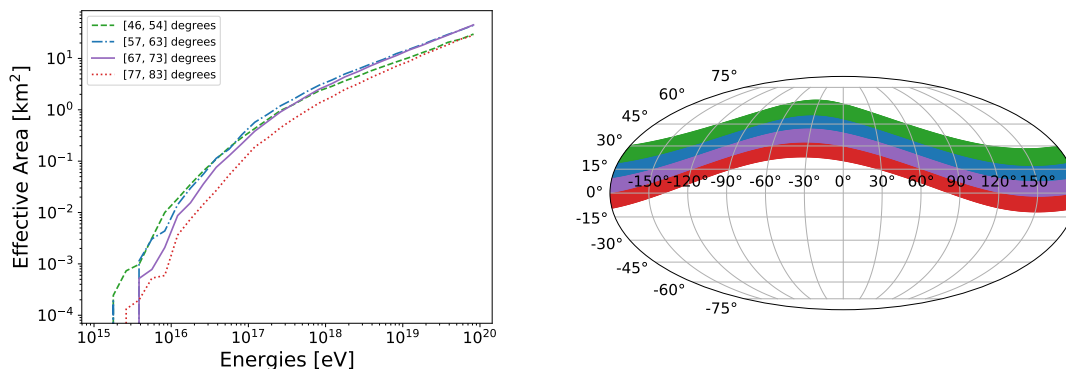 [46, 54] degrees
[57, 63] degrees
[67, 73] degrees
[77, 83] degrees
Effective Area [km²]
10¹
10⁰
10⁻¹
10⁻²
10⁻³
10⁻⁴
10¹⁵ 10¹⁶ 10¹⁷ 10¹⁸ 10¹⁹ 10²⁰
Energies [eV]
75°
60°
45°
30°
15°
0°
-15°
-30°
-45°
-60°
-75°
-150° -120° -90° -60° -30° 0° 30° 60° 90° 120° 150°